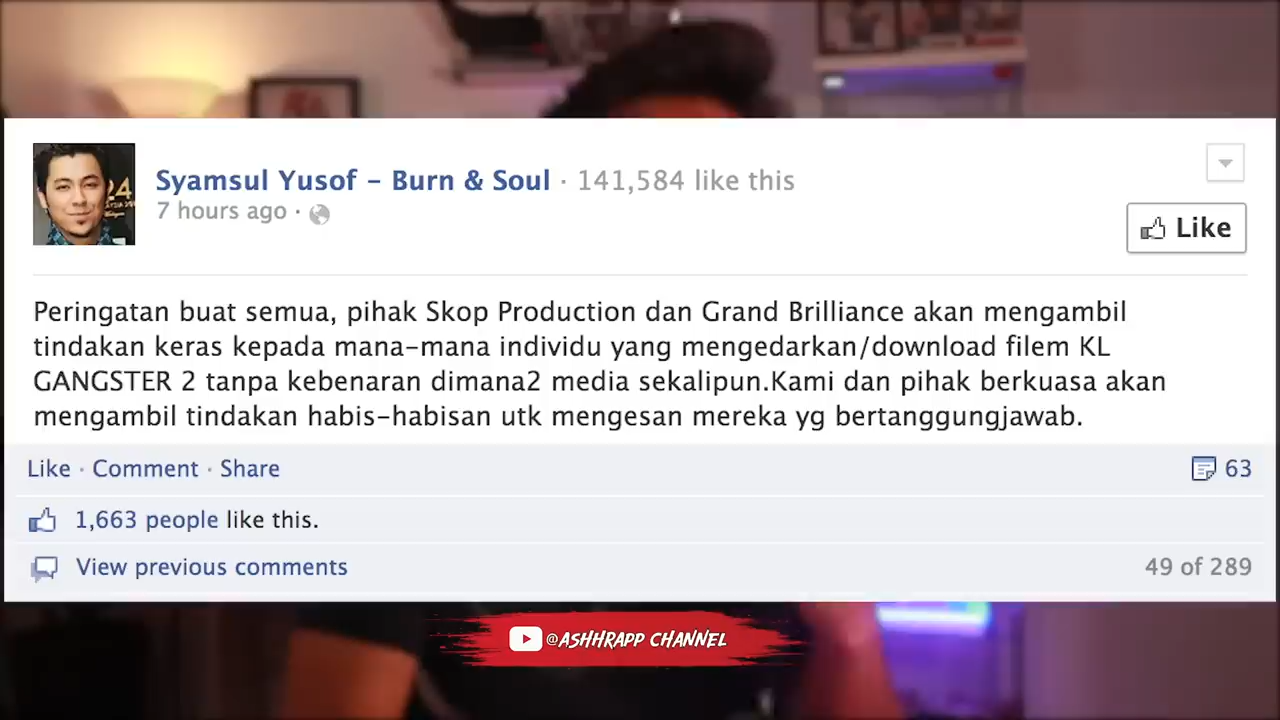 Syamsul Yusof – Burn & Soul · 141,584 like this
7 hours ago ·
Like
Peringatan buat semua, pihak Skop Production dan Grand Brilliance akan mengambil
tindakan keras kepada mana-mana individu yang mengedarkan/download filem KL
GANGSTER 2 tanpa kebenaran dimana2 media sekalipun.Kami dan pihak berkuasa akan
mengambil tindakan habis-habisan utk mengesan mereka yg bertanggungjawab.
Like · Comment · Share 63
1,663 people like this.
View previous comments 49 of 289
@ASHHRAPP CHANNEL